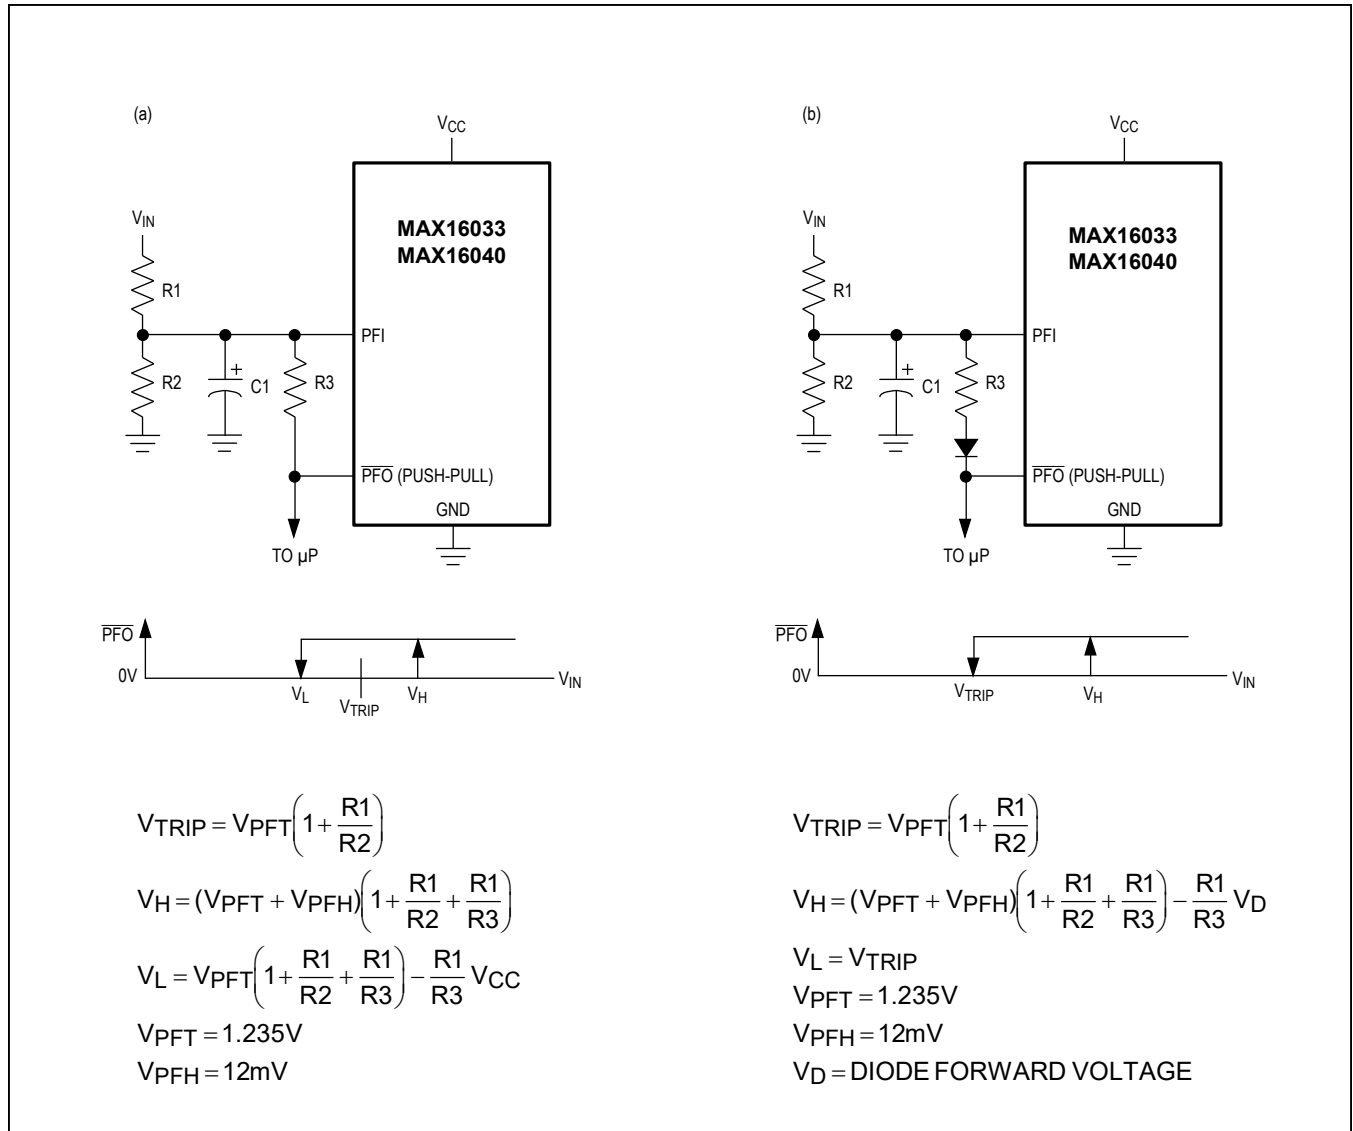 (a)
VCC
MAX16033
MAX16040
VIN
R1
PFI
R2
+
C1
R3
PFO (PUSH-PULL)
GND
TO µP
PFO
0V
VL
VTRIP
VH
VIN
VTRIP = VPFT(1 + R1/R2)
VH = (VPFT + VPFH)(1 + R1/R2 + R1/R3)
VL = VPFT(1 + R1/R2 + R1/R3) − R1/R3 VCC
VPFT = 1.235V
VPFH = 12mV
(b)
VCC
MAX16033
MAX16040
VIN
R1
PFI
R2
+
C1
R3
PFO (PUSH-PULL)
GND
TO µP
PFO
0V
VTRIP
VH
VIN
VTRIP = VPFT(1 + R1/R2)
VH = (VPFT + VPFH)(1 + R1/R2 + R1/R3) − R1/R3 VD
VL = VTRIP
VPFT = 1.235V
VPFH = 12mV
VD = DIODE FORWARD VOLTAGE